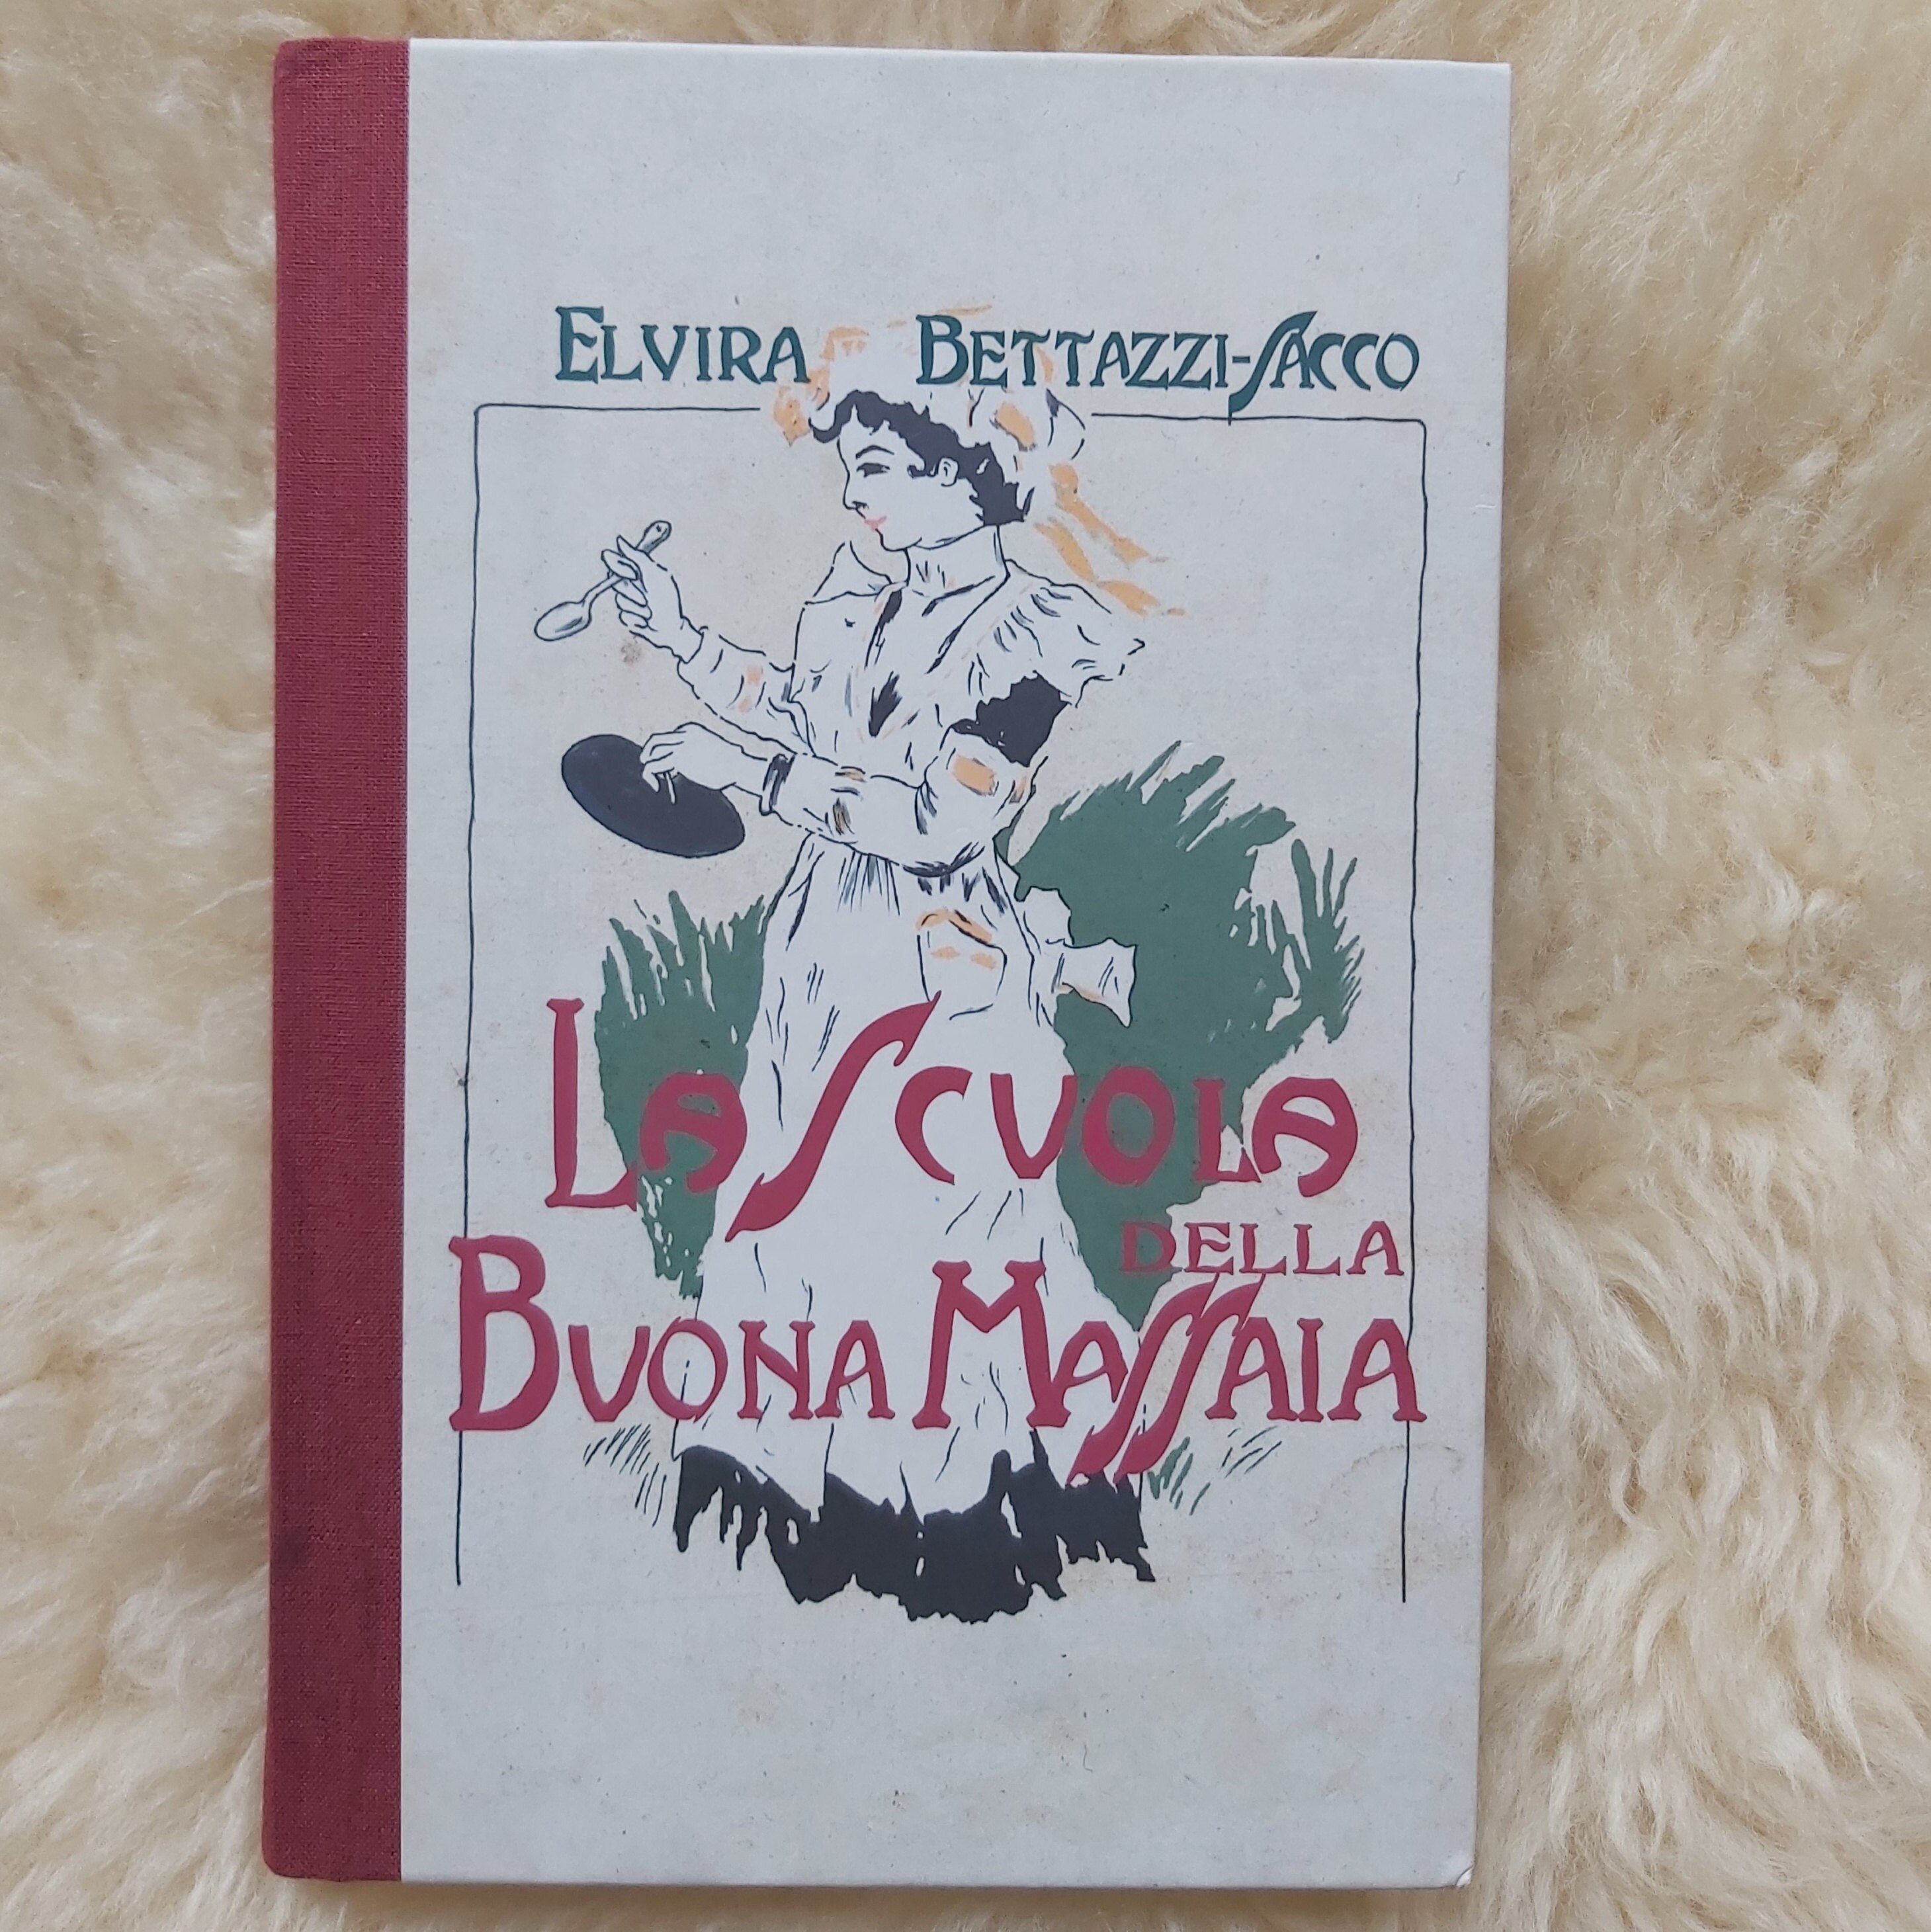 ELVIRA BETTAZZI-SACCO
LA SCUOLA
DELLA
BUONA MASSAIA